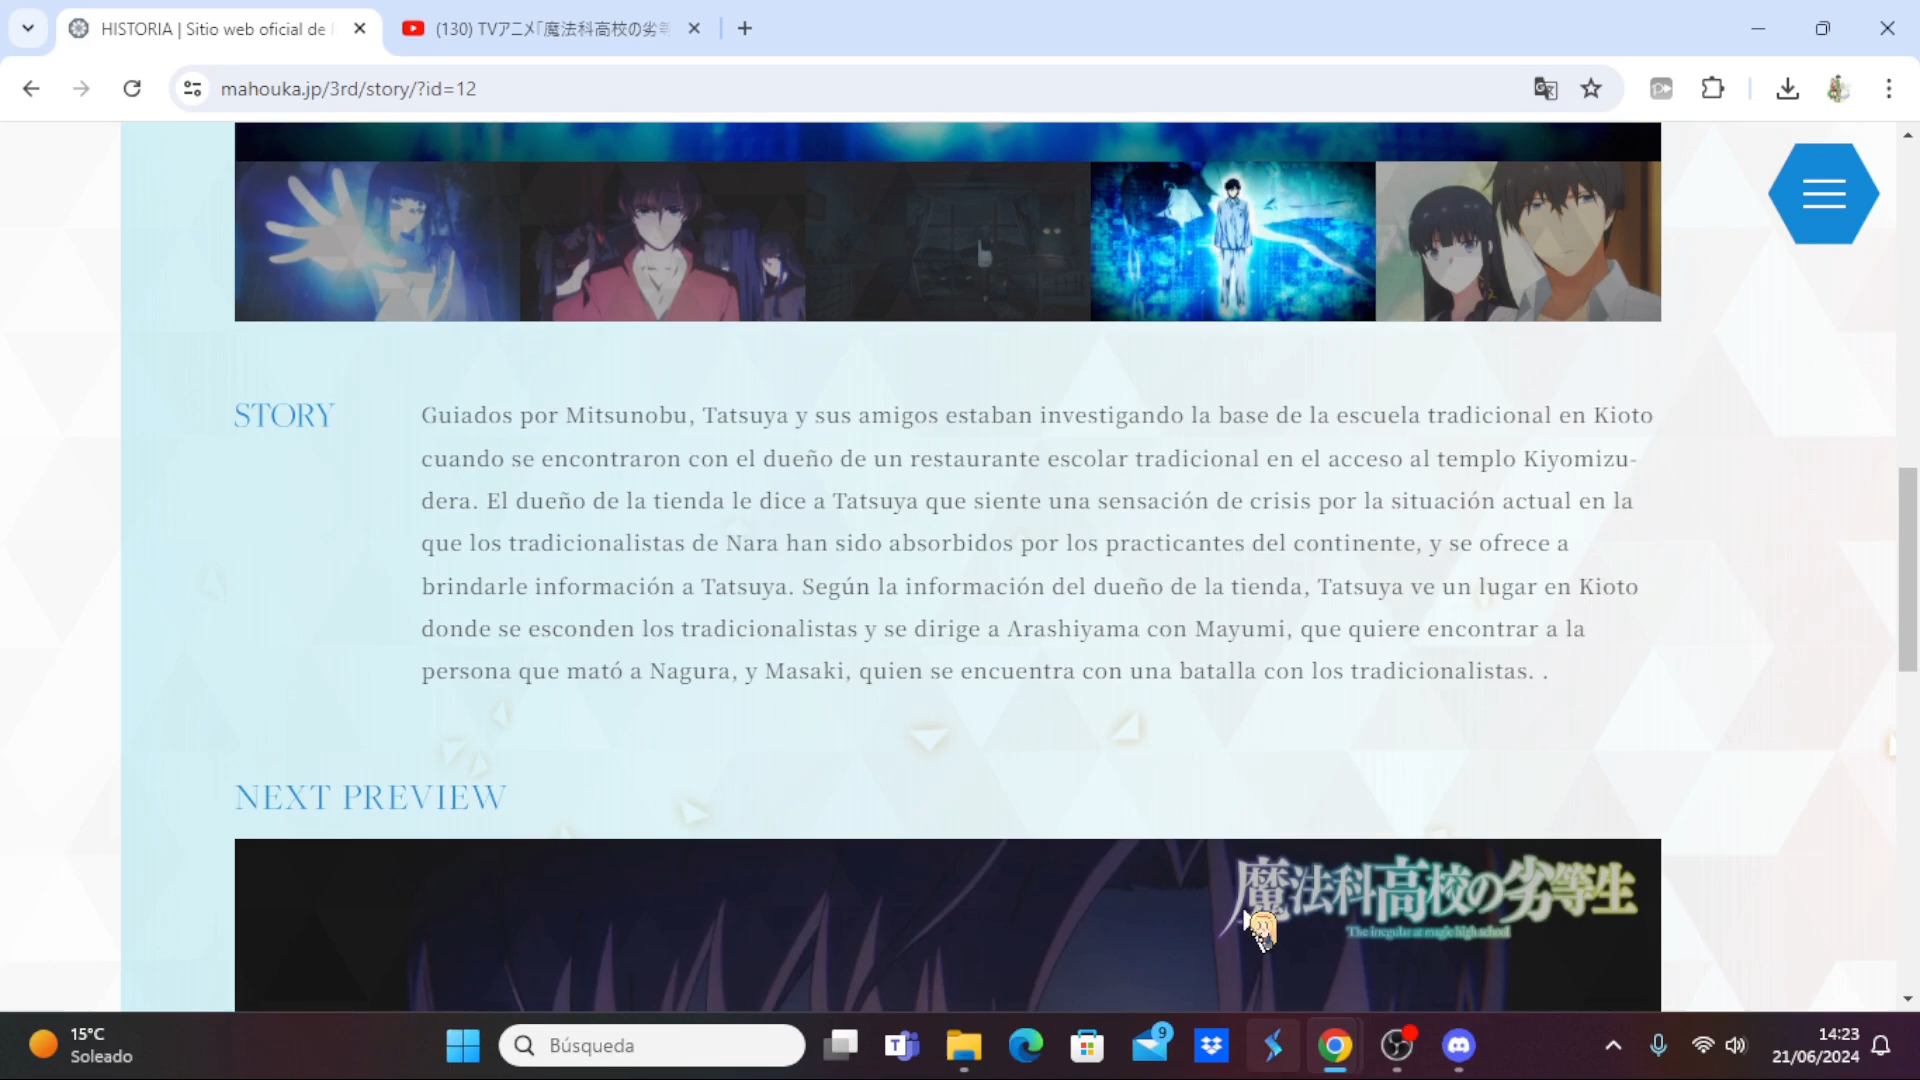 HISTORIA | Sitio web oficial de
(130) TVアニメ「魔法科高校の劣等
mahouka.jp/3rd/story/?id=12
STORY
Guiados por Mitsunobu, Tatsuya y sus amigos estaban investigando la base de la escuela tradicional en Kioto
cuando se encontraron con el dueño de un restaurante escolar tradicional en el acceso al templo Kiyomizu-
dera. El dueño de la tienda le dice a Tatsuya que siente una sensación de crisis por la situación actual en la
que los tradicionalistas de Nara han sido absorbidos por los practicantes del continente, y se ofrece a
brindarle información a Tatsuya. Según la información del dueño de la tienda, Tatsuya ve un lugar en Kioto
donde se esconden los tradicionalistas y se dirige a Arashiyama con Mayumi, que quiere encontrar a la
persona que mató a Nagura, y Masaki, quien se encuentra con una batalla con los tradicionalistas. .
NEXT PREVIEW
魔法科高校の劣等生
The irregular at magic high school
15°C
Soleado
Búsqueda
9
14:23
21/06/2024